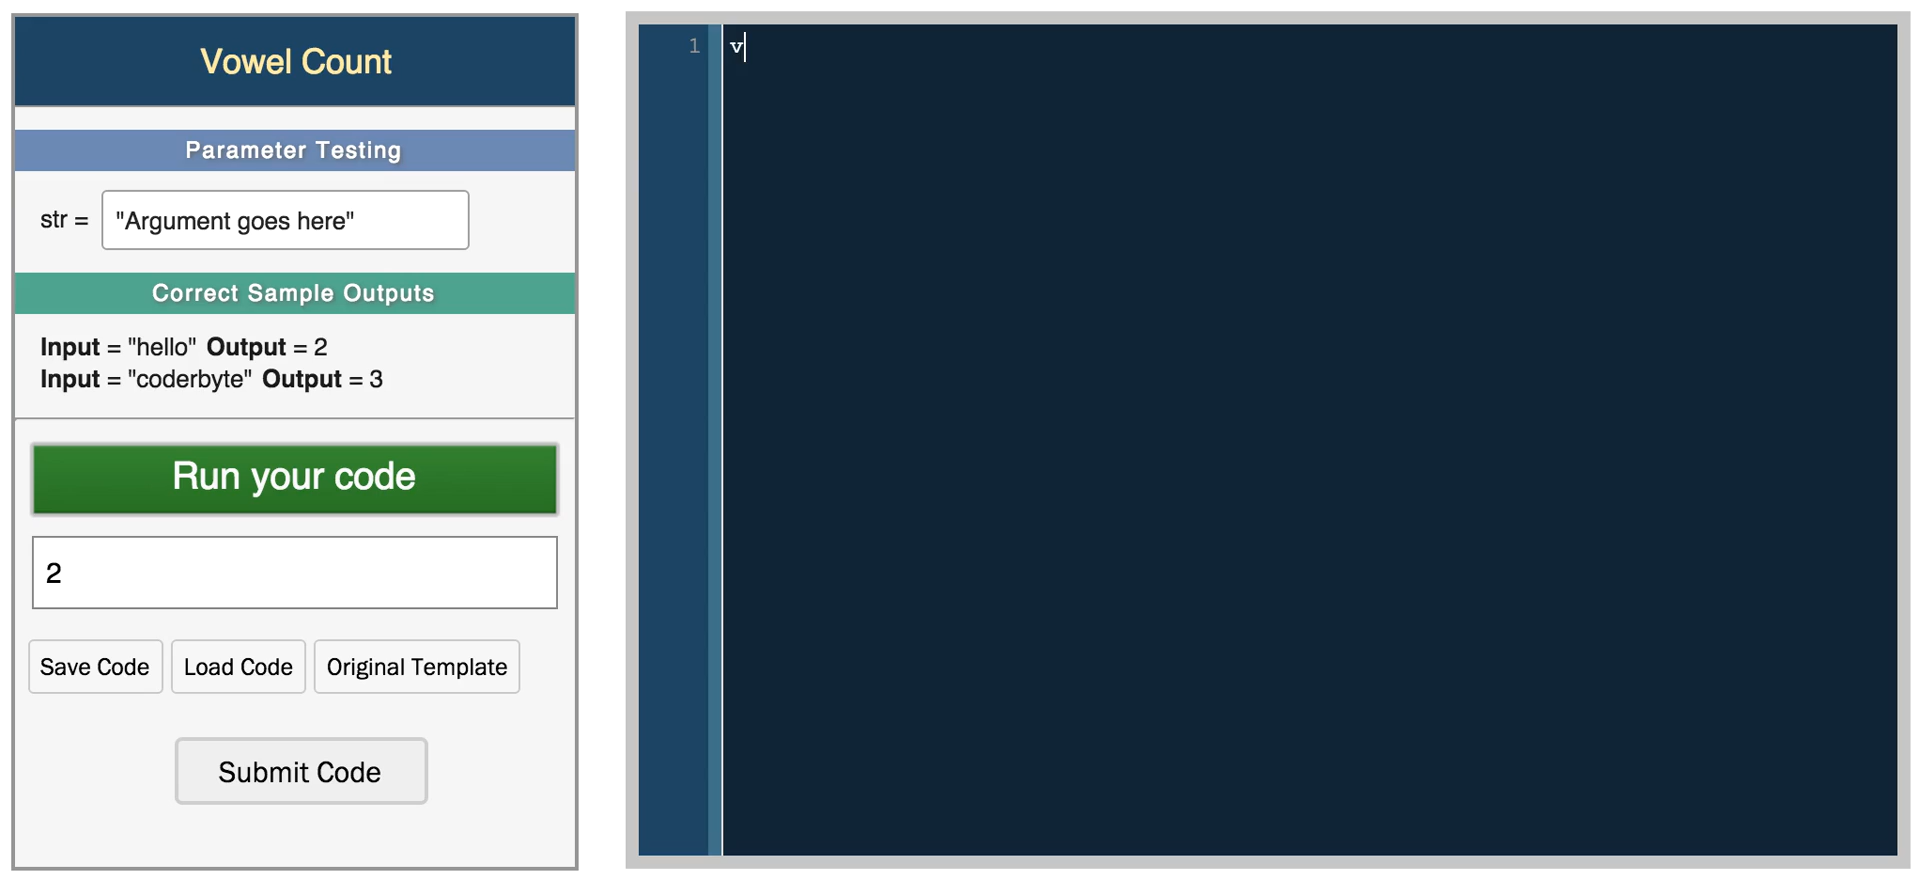 Vowel Count
Parameter Testing
str = "Argument goes here"
Correct Sample Outputs
Input = "hello" Output = 2
Input = "coderbyte" Output = 3
Run your code
2
Save Code Load Code Original Template
Submit Code
1 v